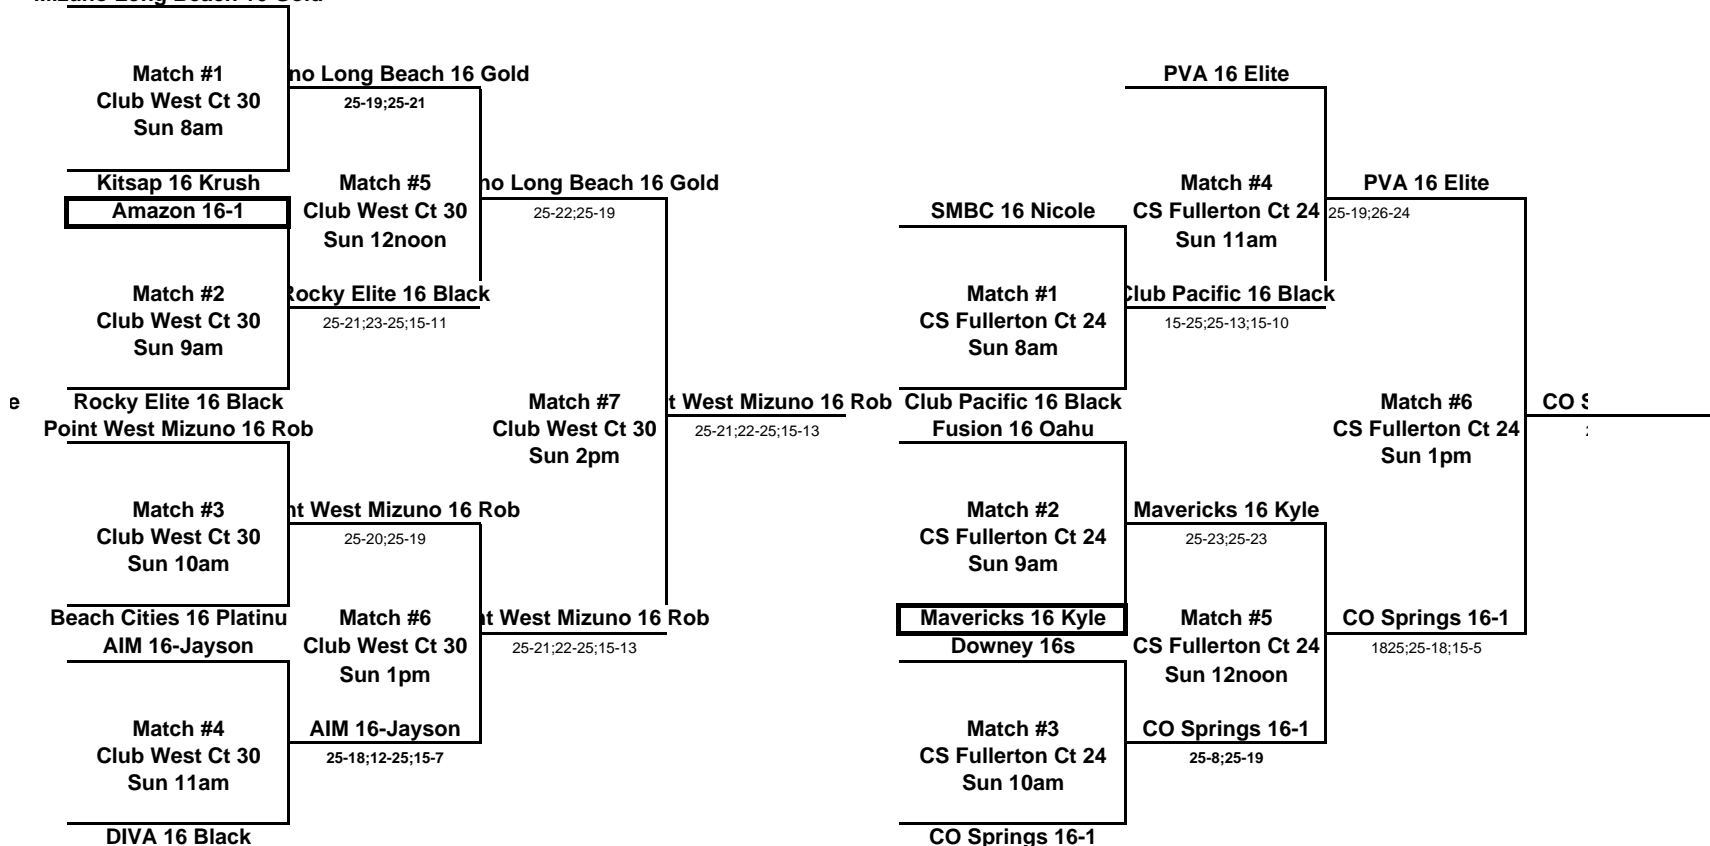 Mizuno Long Beach 16 Gold
Match #1
Club West Ct 30
Sun 8am
no Long Beach 16 Gold
25-19;25-21
Kitsap 16 Krush
Amazon 16-1
Match #5
Club West Ct 30
Sun 12noon
no Long Beach 16 Gold
25-22;25-19
Match #2
Club West Ct 30
Sun 9am
Rocky Elite 16 Black
25-21;23-25;15-11
e
Rocky Elite 16 Black
Point West Mizuno 16 Rob
Match #7
Club West Ct 30
Sun 2pm
t West Mizuno 16 Rob
25-21;22-25;15-13
Match #3
Club West Ct 30
Sun 10am
nt West Mizuno 16 Rob
25-20;25-19
Beach Cities 16 Platinu
AIM 16-Jayson
Match #6
Club West Ct 30
Sun 1pm
nt West Mizuno 16 Rob
25-21;22-25;15-13
Match #4
Club West Ct 30
Sun 11am
AIM 16-Jayson
25-18;12-25;15-7
DIVA 16 Black
PVA 16 Elite
SMBC 16 Nicole
Match #4
CS Fullerton Ct 24
Sun 11am
PVA 16 Elite
25-19;26-24
Match #1
CS Fullerton Ct 24
Sun 8am
Club Pacific 16 Black
15-25;25-13;15-10
Club Pacific 16 Black
Fusion 16 Oahu
Match #6
CS Fullerton Ct 24
Sun 1pm
CO
Match #2
CS Fullerton Ct 24
Sun 9am
Mavericks 16 Kyle
25-23;25-23
Mavericks 16 Kyle
Downey 16s
Match #5
CS Fullerton Ct 24
Sun 12noon
CO Springs 16-1
1825;25-18;15-5
Match #3
CS Fullerton Ct 24
Sun 10am
CO Springs 16-1
25-8;25-19
CO Springs 16-1